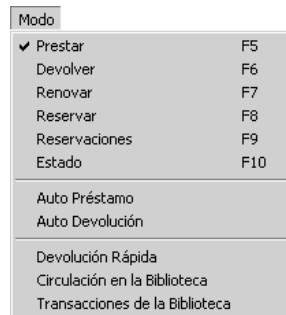 Modo
Prestar F5
Devolver F6
Renovar F7
Reservar F8
Reservaciones F9
Estado F10
Auto Préstamo
Auto Devolución
Devolución Rápida
Circulación en la Biblioteca
Transacciones de la Biblioteca